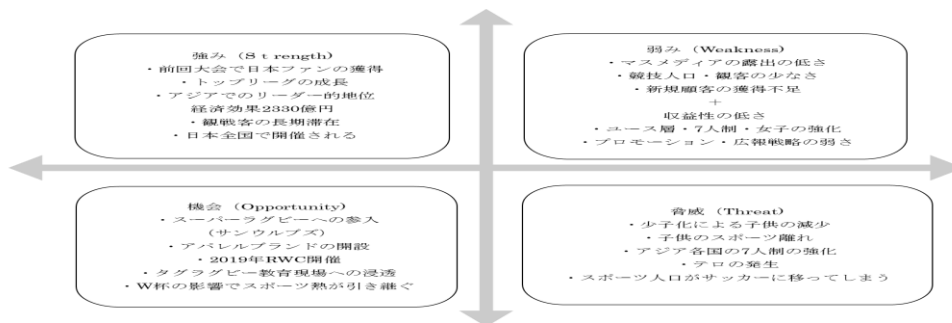 強み (Strength)
・前回大会で日本ファンの獲得
・トップリーグの成長
・アジアでのリーダー的地位
経済効果2330億円
・観戦客の長期滞在
・日本全国で開催される
弱み (Weakness)
・マスメディアの露出の低さ
・競技人口・観客の少なさ
・新規顧客の獲得不足
+
収益性の低さ
・ユース層・7人制・女子の強化
・プロモーション・広報戦略の弱さ
機会 (Opportunity)
・スーパーラグビーへの参入
(サンウルブズ)
・アパレルブランドの開設
・2019年RWC開催
・タグラグビー教育現場への浸透
・W杯の影響でスポーツ熱が引き継ぐ
脅威 (Threat)
・少子化による子供の減少
・子供のスポーツ離れ
・アジア各国の7人制の強化
・テロの発生
・スポーツ人口がサッカーに移ってしまう